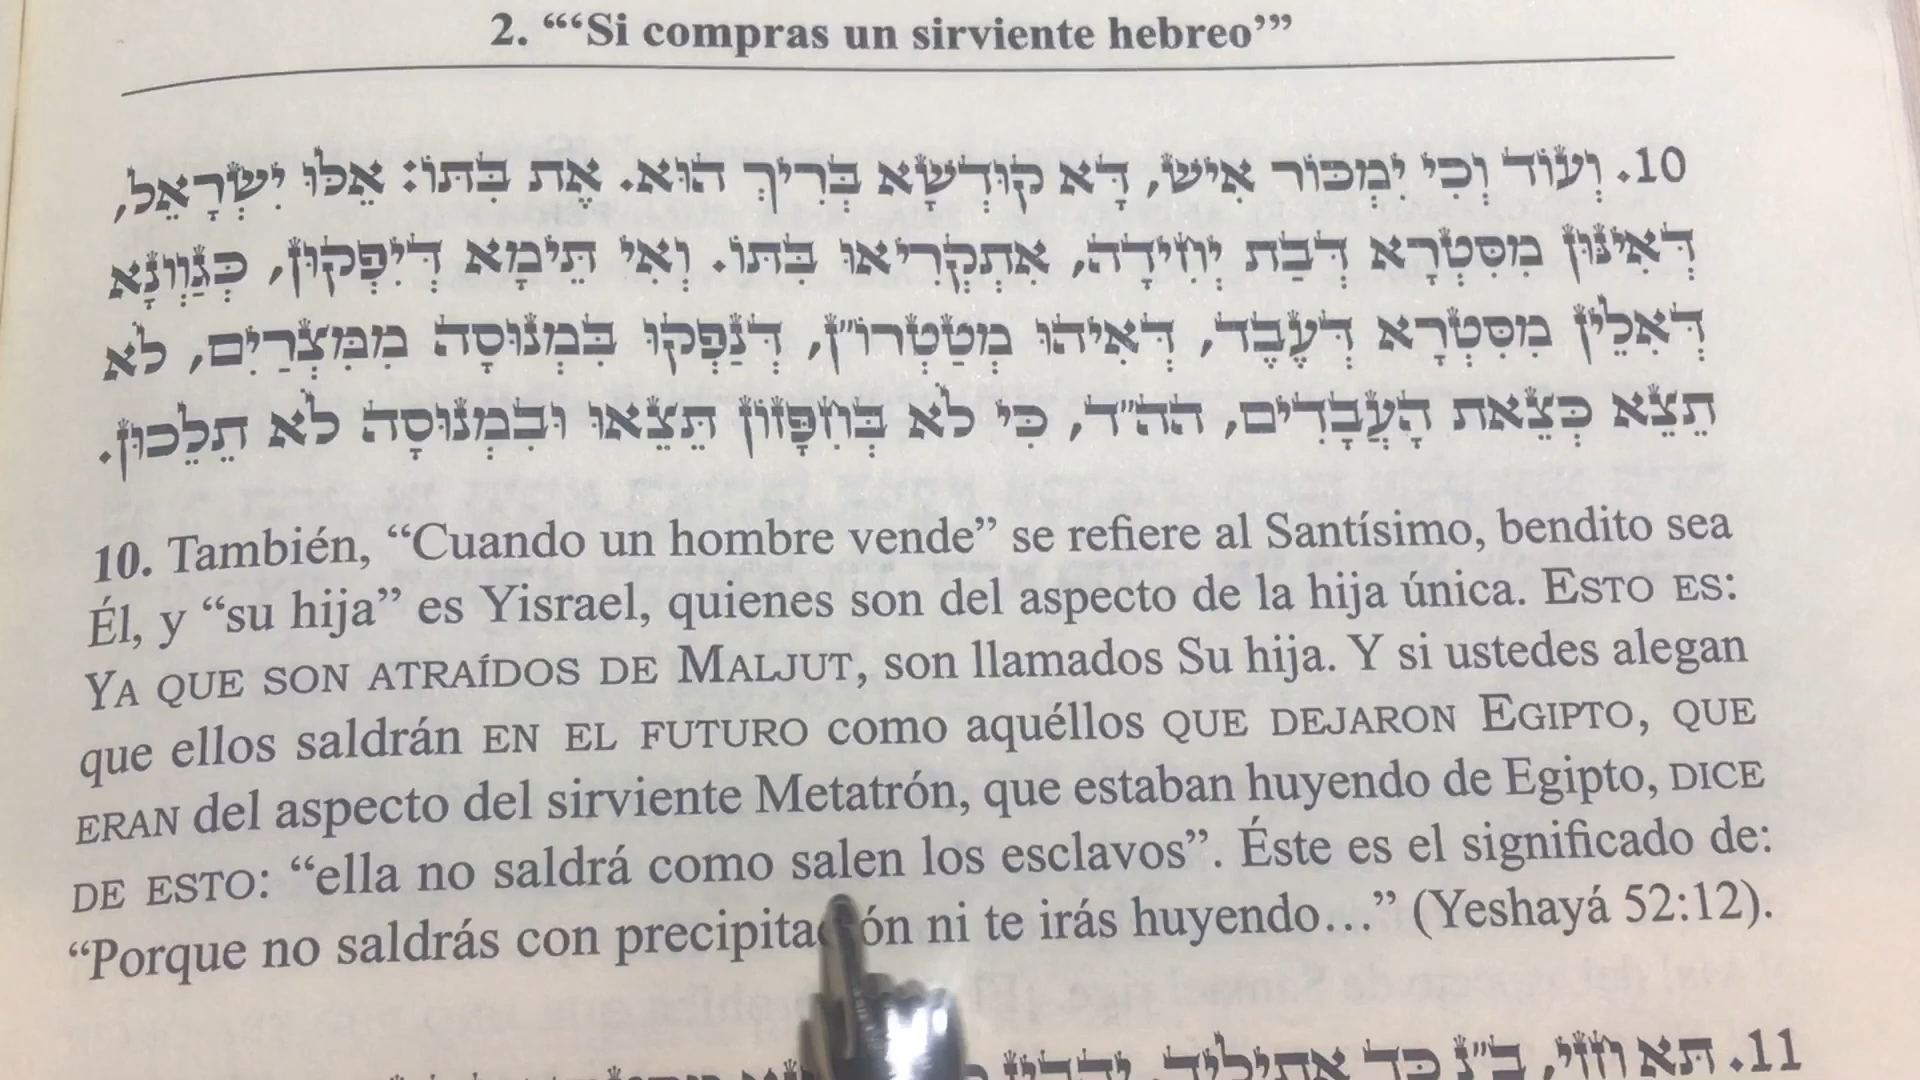 2. “‘Si compras un sirviente hebreo’”
10. וְעוֹד וְכִי יִמְכּוֹר אִישׁ, דָּא קוּדְשָׁא בְּרִיךְ הוּא. אֶת בִּתּוֹ: אֵלּוּ יִשְׂרָאֵל,
דְּאִינּוּן מִסִּטְרָא דְּבַת יְחִידָה, אִתְקְרִיאוּ בִּתּוֹ. וְאִי תֵּימָא דְּיִפְקוּן, כְּגַוְונָא
דְּאִלֵּין מִסִּטְרָא דְּעֶבֶד, דְּאִיהוּ מְטַטְרוֹ״ן, דְּנַפְקוּ בִּמְנוּסָה מִמִּצְרַיִם, לֹא
תֵצֵא כְּצֵאת הָעֲבָדִים, הה״ד, כִּי לֹא בְּחִפָּזוֹן תֵּצֵאוּ וּבִמְנוּסָה לֹא תֵלֵכוּן.
10. También, “Cuando un hombre vende” se refiere al Santísimo, bendito sea
Él, y “su hija” es Yisrael, quienes son del aspecto de la hija única. ESTO ES:
YA QUE SON ATRAÍDOS DE MALJUT, son llamados Su hija. Y si ustedes alegan
que ellos saldrán EN EL FUTURO como aquéllos QUE DEJARON EGIPTO, QUE
ERAN del aspecto del sirviente Metatrón, que estaban huyendo de Egipto, DICE
DE ESTO: “ella no saldrá como salen los esclavos”. Éste es el significado de:
“Porque no saldrás con precipitación ni te irás huyendo...” (Yeshayá 52:12).
11. תָּא וַחֲזֵי, ב״נ כַּד אִתְיְלִיד, יַהֲבִין